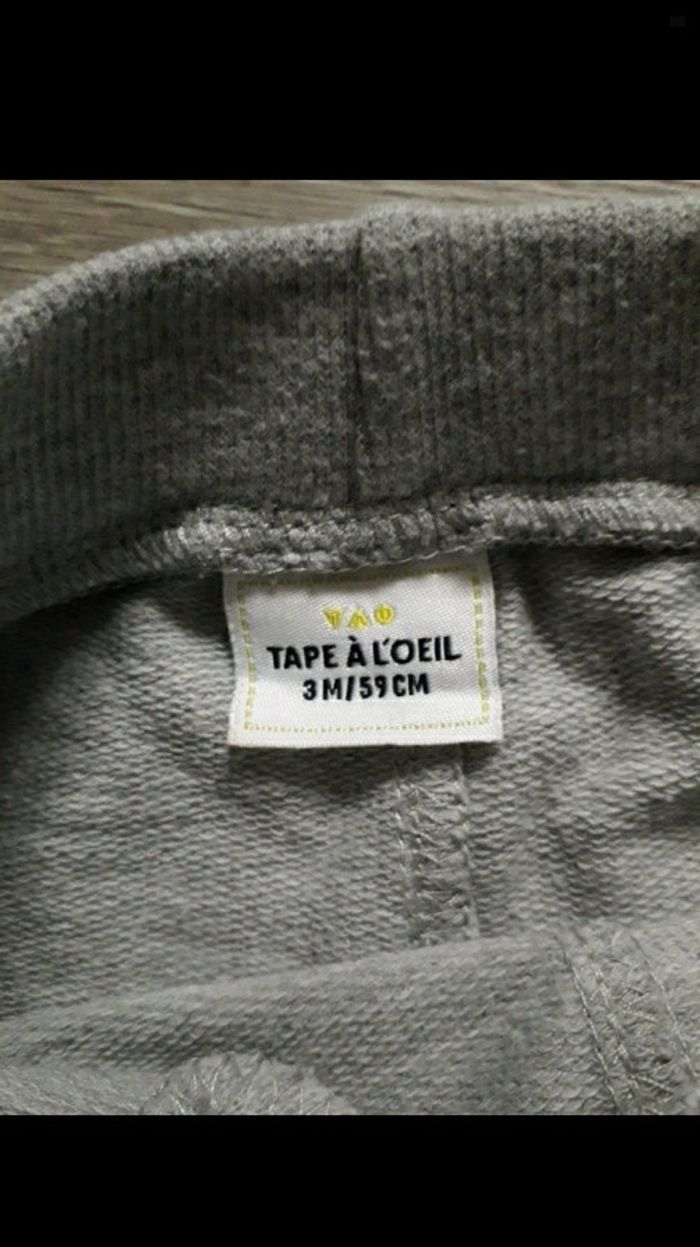 TAO
TAPE À L'OEIL
3M/59CM